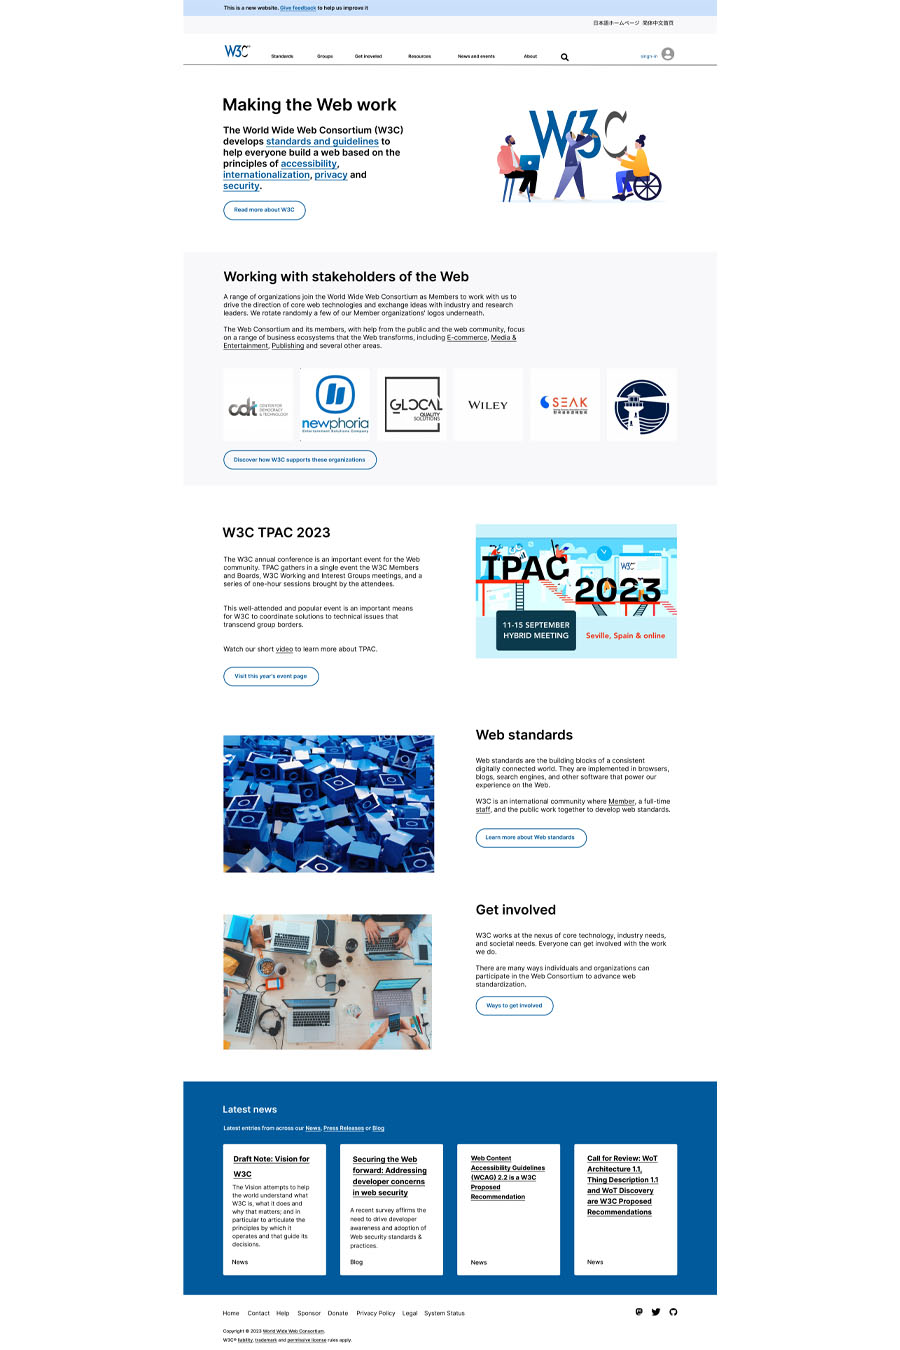 This is a new website. Give feedback to help us improve it
日本語ホームページ 简体中文首页
W3C
Standards Groups Get Inovoled Resources News and events About
sign-in
Making the Web work
The World Wide Web Consortium (W3C)
develops standards and guidelines to
help everyone build a web based on the
principles of accessibility,
internationalization, privacy and
security.
Read more about W3C
W3C
Working with stakeholders of the Web
A range of organizations join the World Wide Web Consortium as Members to work with us to
drive the direction of core web technologies and exchange ideas with industry and research
leaders. We rotate randomly a few of our Member organizations' logos underneath.
The Web Consortium and its members, with help from the public and the web community, focus
on a range of business ecosystems that the Web transforms, including E-commerce, Media &
Entertainment, Publishing and several other areas.
cdt CENTER FOR
DEMOCRACY
& TECHNOLOGY
newphoria
Entertainment Solutions Company
GLOCAL
QUALITY
SOLUTIONS
WILEY
SEAK
Discover how W3C supports these organizations
W3C TPAC 2023
The W3C annual conference is an important event for the Web
community. TPAC gathers in a single event the W3C Members
and Boards, W3C Working and Interest Groups meetings, and a
series of one-hour sessions brought by the attendees.
This well-attended and popular event is an important means
for W3C to coordinate solutions to technical issues that
transcend group borders.
Watch our short video to learn more about TPAC.
Visit this year's event page
TPAC
W3C
2023
11-15 SEPTEMBER
HYBRID MEETING
Seville, Spain & online
Web standards
Web standards are the building blocks of a consistent
digitally connected world. They are implemented in browsers,
blogs, search engines, and other software that power our
experience on the Web.
W3C is an international community where Member, a full-time
staff, and the public work together to develop web standards.
Learn more about Web standards
Get involved
W3C works at the nexus of core technology, industry needs,
and societal needs. Everyone can get involved with the work
we do.
There are many ways individuals and organizations can
participate in the Web Consortium to advance web
standardization.
Ways to get involved
Latest news
Latest entries from across our News, Press Releases or Blog
Draft Note: Vision for
W3C
The Vision attempts to help
the world understand what
W3C is, what it does and
why that matters; and in
particular to articulate the
principles by which it
operates and that guide its
decisions.
News
Securing the Web
forward: Addressing
developer concerns
in web security
A recent survey affirms the
need to drive developer
awareness and adoption of
Web security standards &
practices.
Blog
Web Content
Accessibility Guidelines
(WCAG) 2.2 is a W3C
Proposed
Recommendation
News
Call for Review: WoT
Architecture 1.1,
Thing Description 1.1
and WoT Discovery
are W3C Proposed
Recommendations
News
Home Contact Help Sponsor Donate Privacy Policy Legal System Status
Copyright © 2023 World Wide Web Consortium.
W3C® liability, trademark and permissive license rules apply.